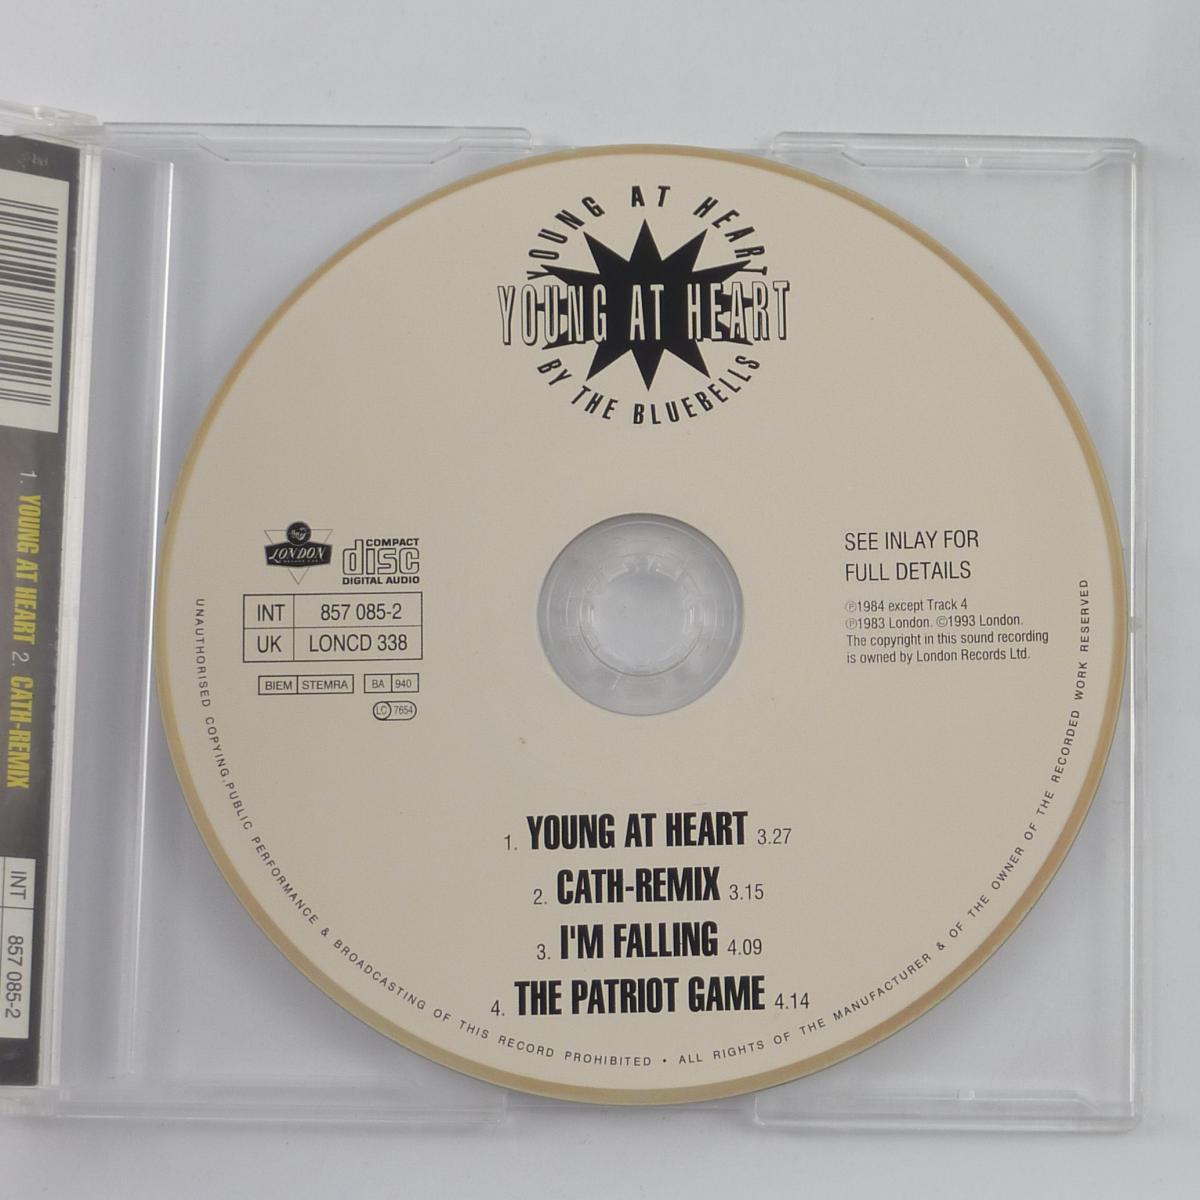 YOUNG AT HEART
YOUNG AT HEART
BY THE BLUEBELLS
LONDON
COMPACT
disc
DIGITAL AUDIO
INT 857 085-2
UK LONCD 338
BIEM STEMRA BA 940
LC 7654
SEE INLAY FOR
FULL DETAILS
℗1984 except Track 4
℗1983 London. ©1993 London.
The copyright in this sound recording
is owned by London Records Ltd.
1. YOUNG AT HEART 3.27
2. CATH-REMIX 3.15
3. I'M FALLING 4.09
4. THE PATRIOT GAME 4.14
UNAUTHORISED COPYING,PUBLIC PERFORMANCE & BROADCASTING OF THIS RECORD PROHIBITED • ALL RIGHTS OF THE MANUFACTURER & OF THE OWNER OF THE RECORDED WORK RESERVED
1. YOUNG AT HEART 2. CATH-REMIX
INT 857 085-2